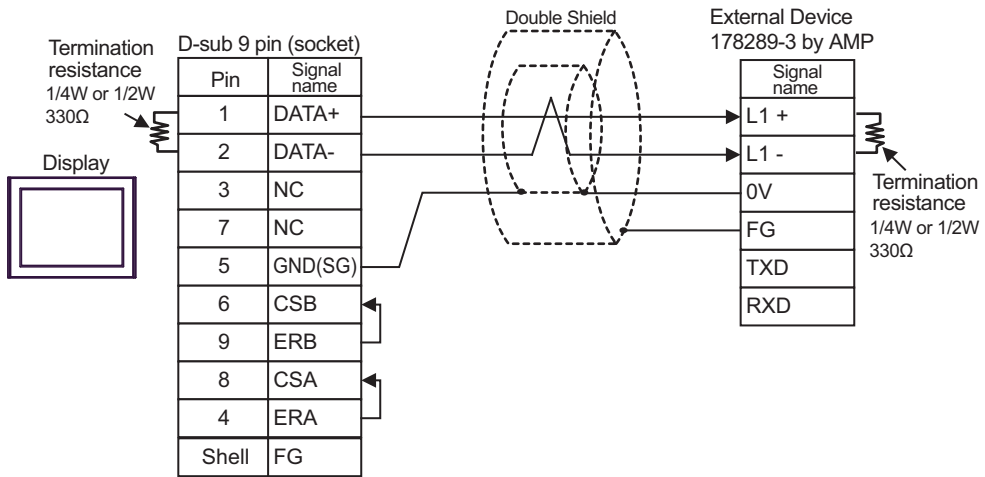 Double Shield
External Device
178289-3 by AMP
Termination
resistance
1/4W or 1/2W
330Ω
D-sub 9 pin (socket)
Pin Signal name
1 DATA+
2 DATA-
3 NC
7 NC
5 GND(SG)
6 CSB
9 ERB
8 CSA
4 ERA
Shell FG
Display
Signal name
L1 +
L1 -
0V
FG
TXD
RXD
Termination
resistance
1/4W or 1/2W
330Ω